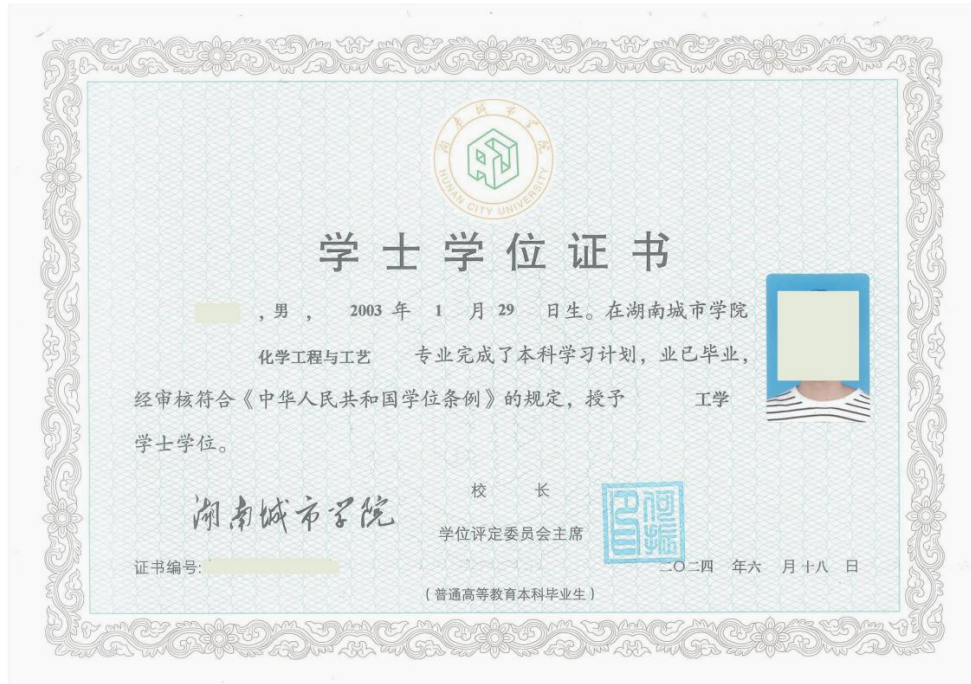 湖南城市学院
HUNAN CITY UNIVERSITY
学士学位证书
,男 , 2003 年 1 月 29 日生。在湖南城市学院
化学工程与工艺 专业完成了本科学习计划，业已毕业，
经审核符合《中华人民共和国学位条例》的规定，授予 工学
学士学位。
湖南城市学院
校 长
学位评定委员会主席
证书编号:
二〇二四 年六 月十八 日
(普通高等教育本科毕业生)